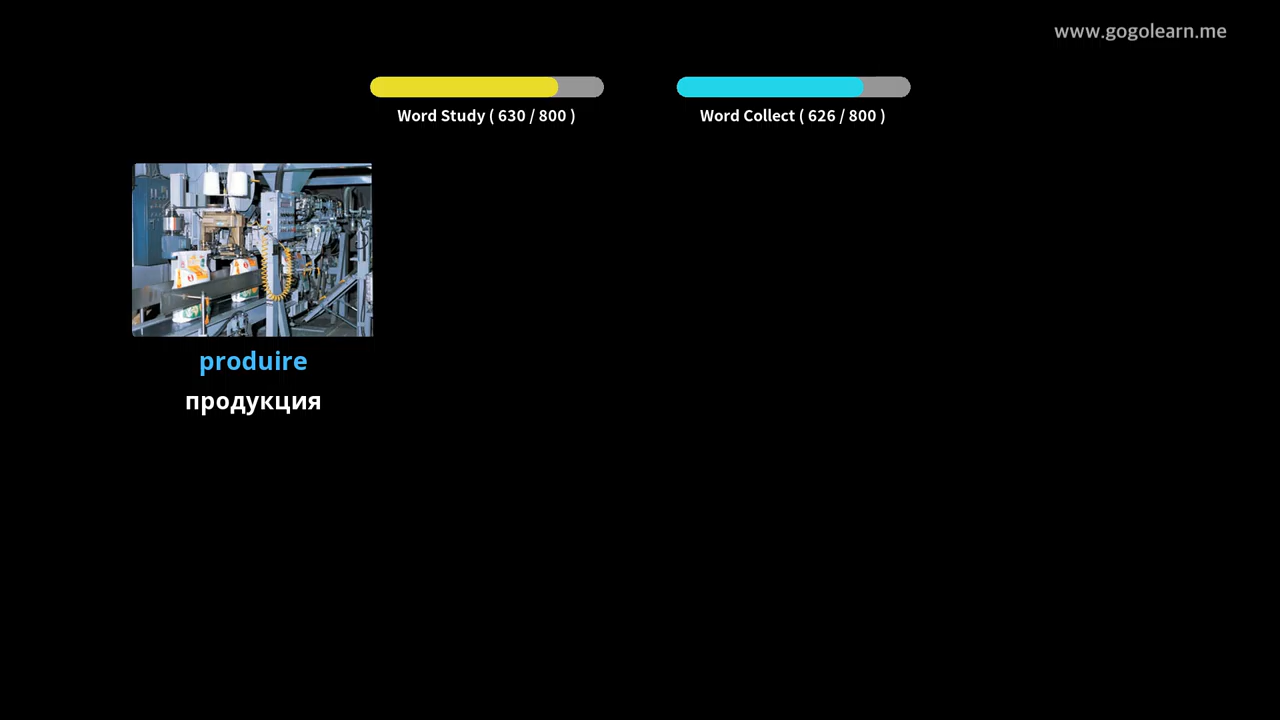 www.gogolearn.me
Word Study ( 630 / 800 )
Word Collect ( 626 / 800 )
produire
продукция